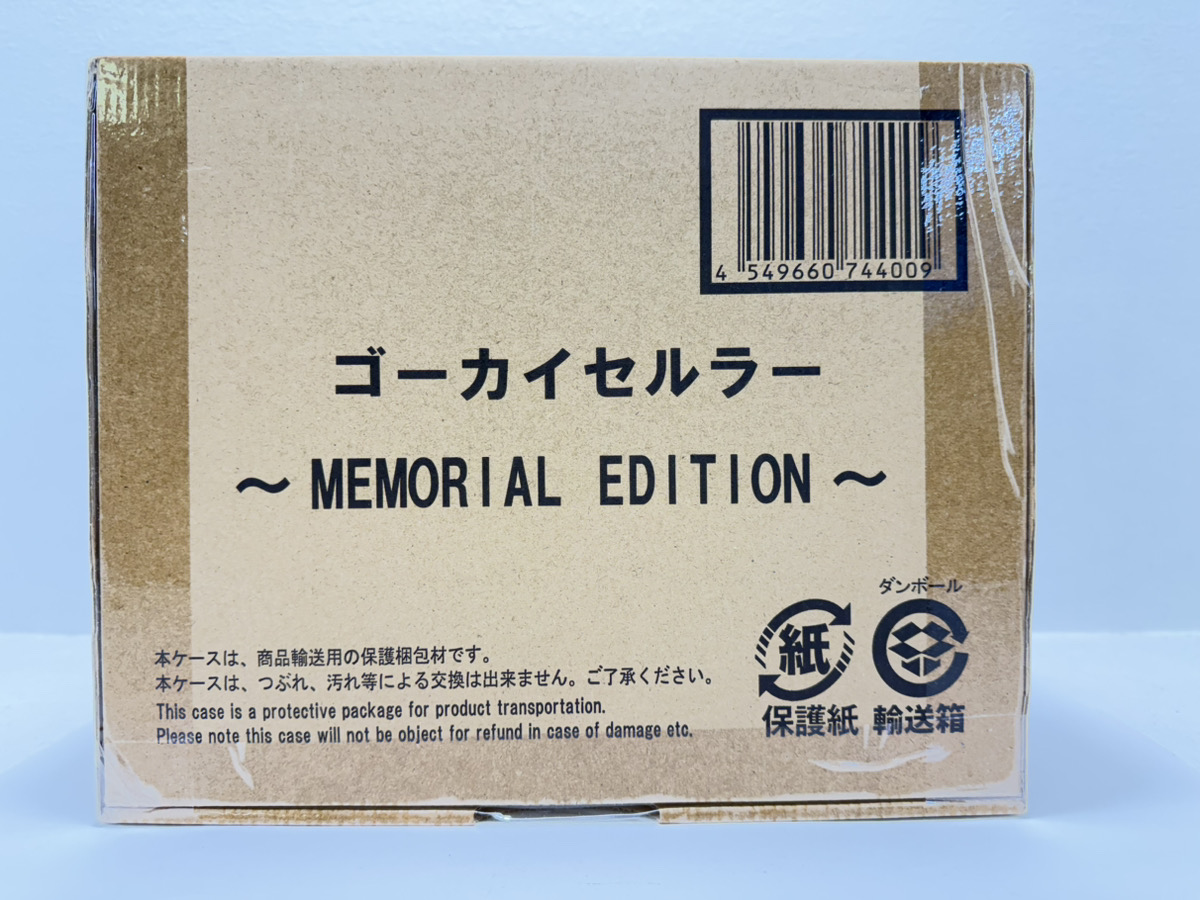 4 549660 744009
ゴーカイセルラー
～MEMORIAL EDITION～
ダンボール
紙
保護紙 輸送箱
本ケースは、商品輸送用の保護梱包材です。
本ケースは、つぶれ、汚れ等による交換は出来ません。ご了承ください。
This case is a protective package for product transportation.
Please note this case will not be object for refund in case of damage etc.